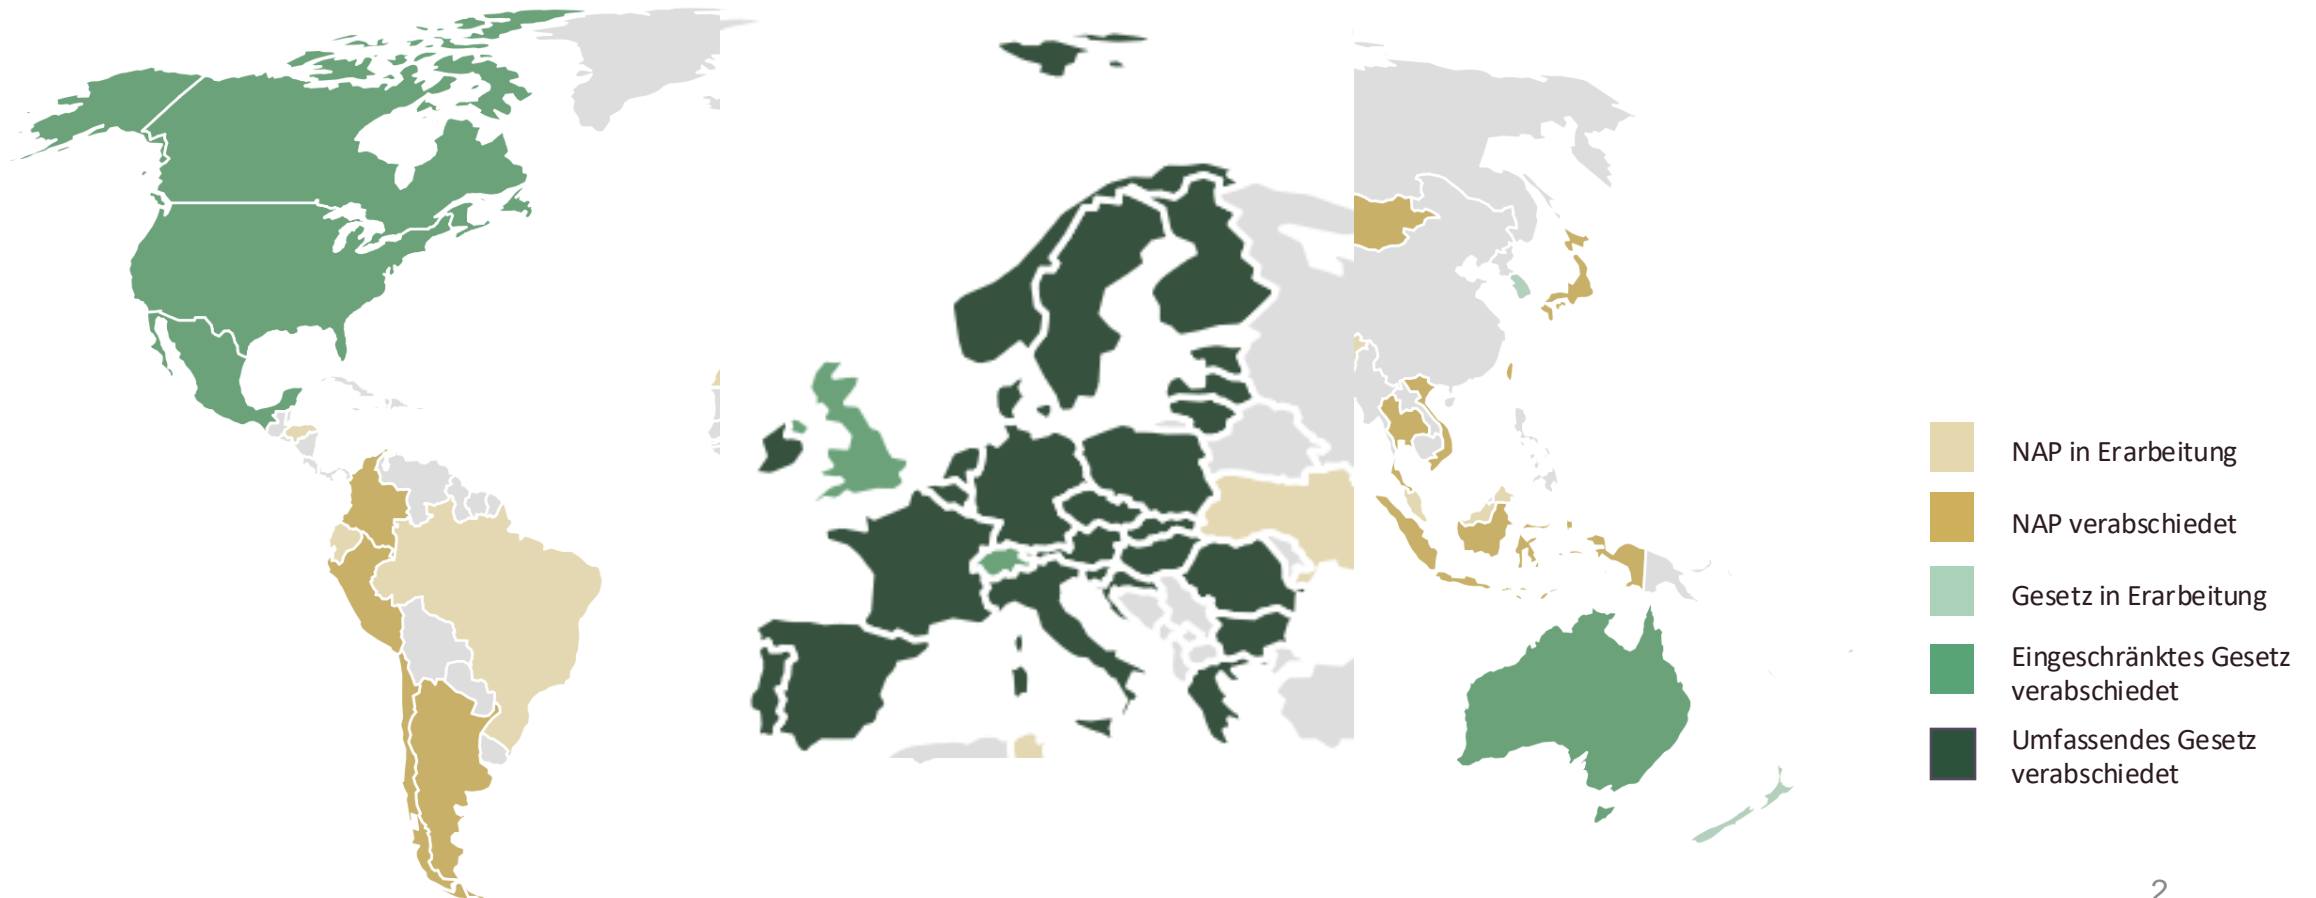 NAP in Erarbeitung
NAP verabschiedet
Gesetz in Erarbeitung
Eingeschränktes Gesetz
verabschiedet
Umfassendes Gesetz
verabschiedet
2